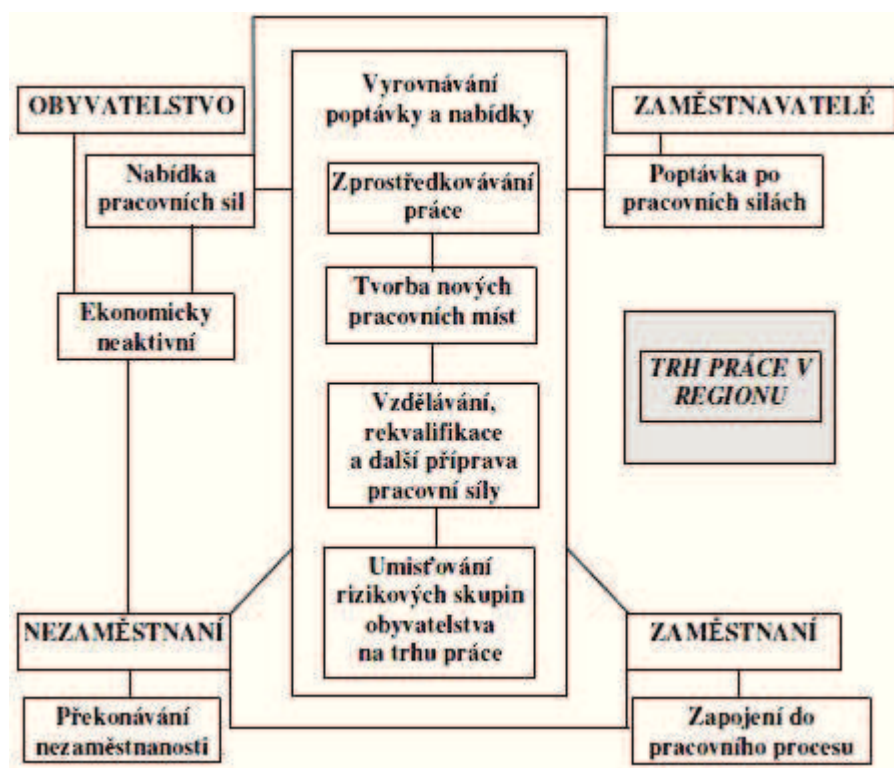 OBYVATELSTVO
Nabídka
pracovních sil
Ekonomicky
neaktivní
Vyrovnávání
poptávky a nabídky
Zprostředkovávání
práce
Tvorba nových
pracovních míst
Vzdělávání,
rekvalifikace
a další příprava
pracovní síly
Umisťování
rizikových skupin
obyvatelstva
na trhu práce
ZAMĚSTNAVATELÉ
Poptávka po
pracovních silách
TRH PRÁCE V
REGIONU
NEZAMĚSTNANÍ
Překonávání
nezaměstnanosti
ZAMĚSTNANÍ
Zapojení do
pracovního procesu